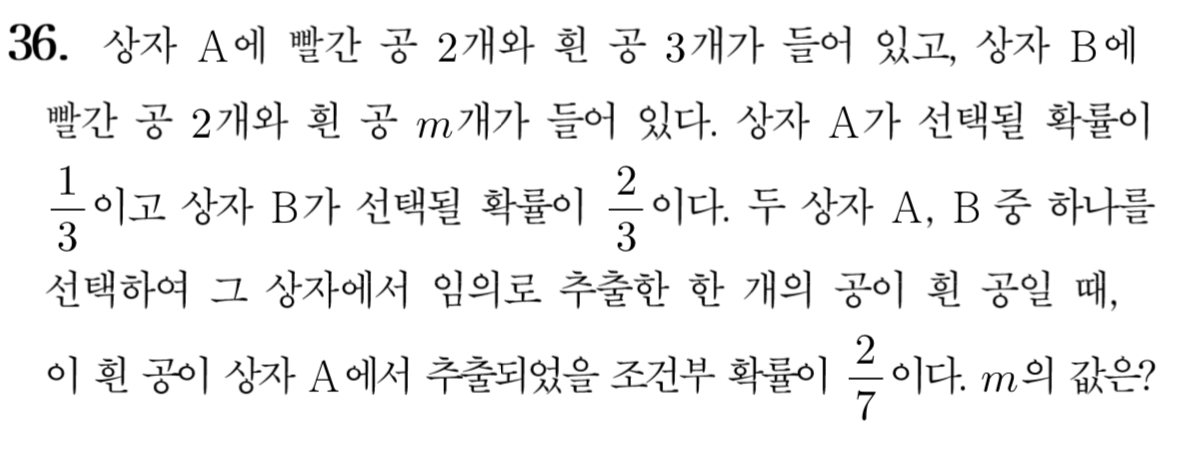 36. 상자 A에 빨간 공 2개와 흰 공 3개가 들어 있고, 상자 B에
빨간 공 2개와 흰 공 m개가 들어 있다. 상자 A가 선택될 확률이
1/3이고 상자 B가 선택될 확률이 2/3이다. 두 상자 A, B 중 하나를
선택하여 그 상자에서 임의로 추출한 한 개의 공이 흰 공일 때,
이 흰 공이 상자 A에서 추출되었을 조건부 확률이 2/7이다. m의 값은?